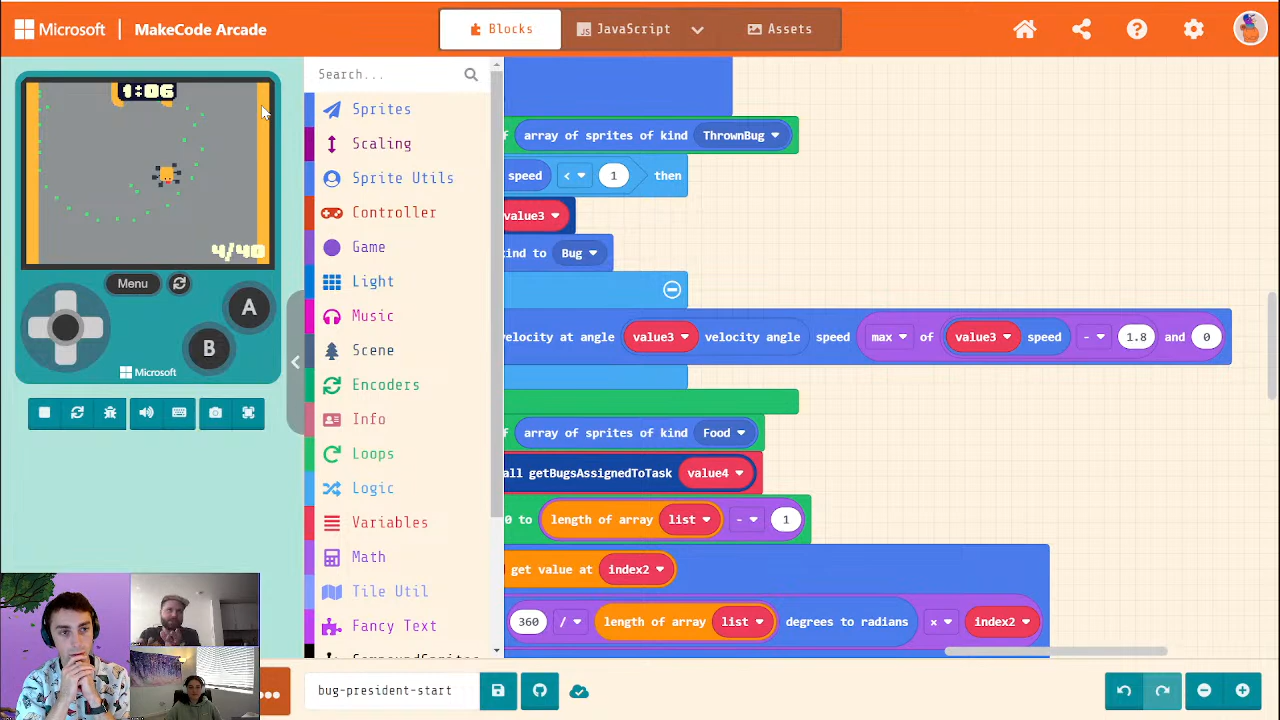 Microsoft
MakeCode Arcade
Blocks
JavaScript
Assets
1:06
4/40
Menu
A
B
Microsoft
Search...
Sprites
Scaling
Sprite Utils
Controller
Game
Light
Music
Scene
Encoders
Info
Loops
Logic
Variables
Math
Tile Util
Fancy Text
array of sprites of kind ThrownBug
speed < 1 then
value3
kind to Bug
velocity at angle value3 velocity angle speed max of value3 speed - 1.8 and 0
array of sprites of kind Food
all getBugsAssignedToTask value4
0 to length of array list - 1
get value at index2
360 / length of array list degrees to radians × index2
bug-president-start